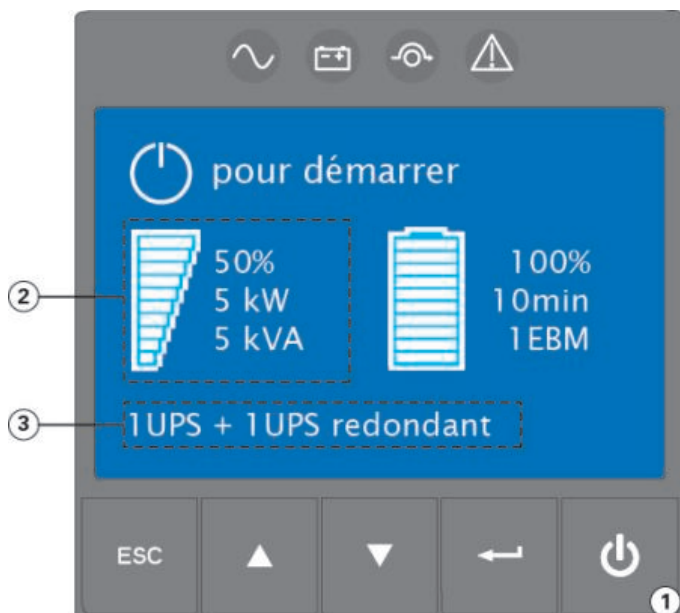 pour démarrer
50%
5 kW
5 kVA
100%
10min
1EBM
2
3
1UPS + 1UPS redondant
ESC
1